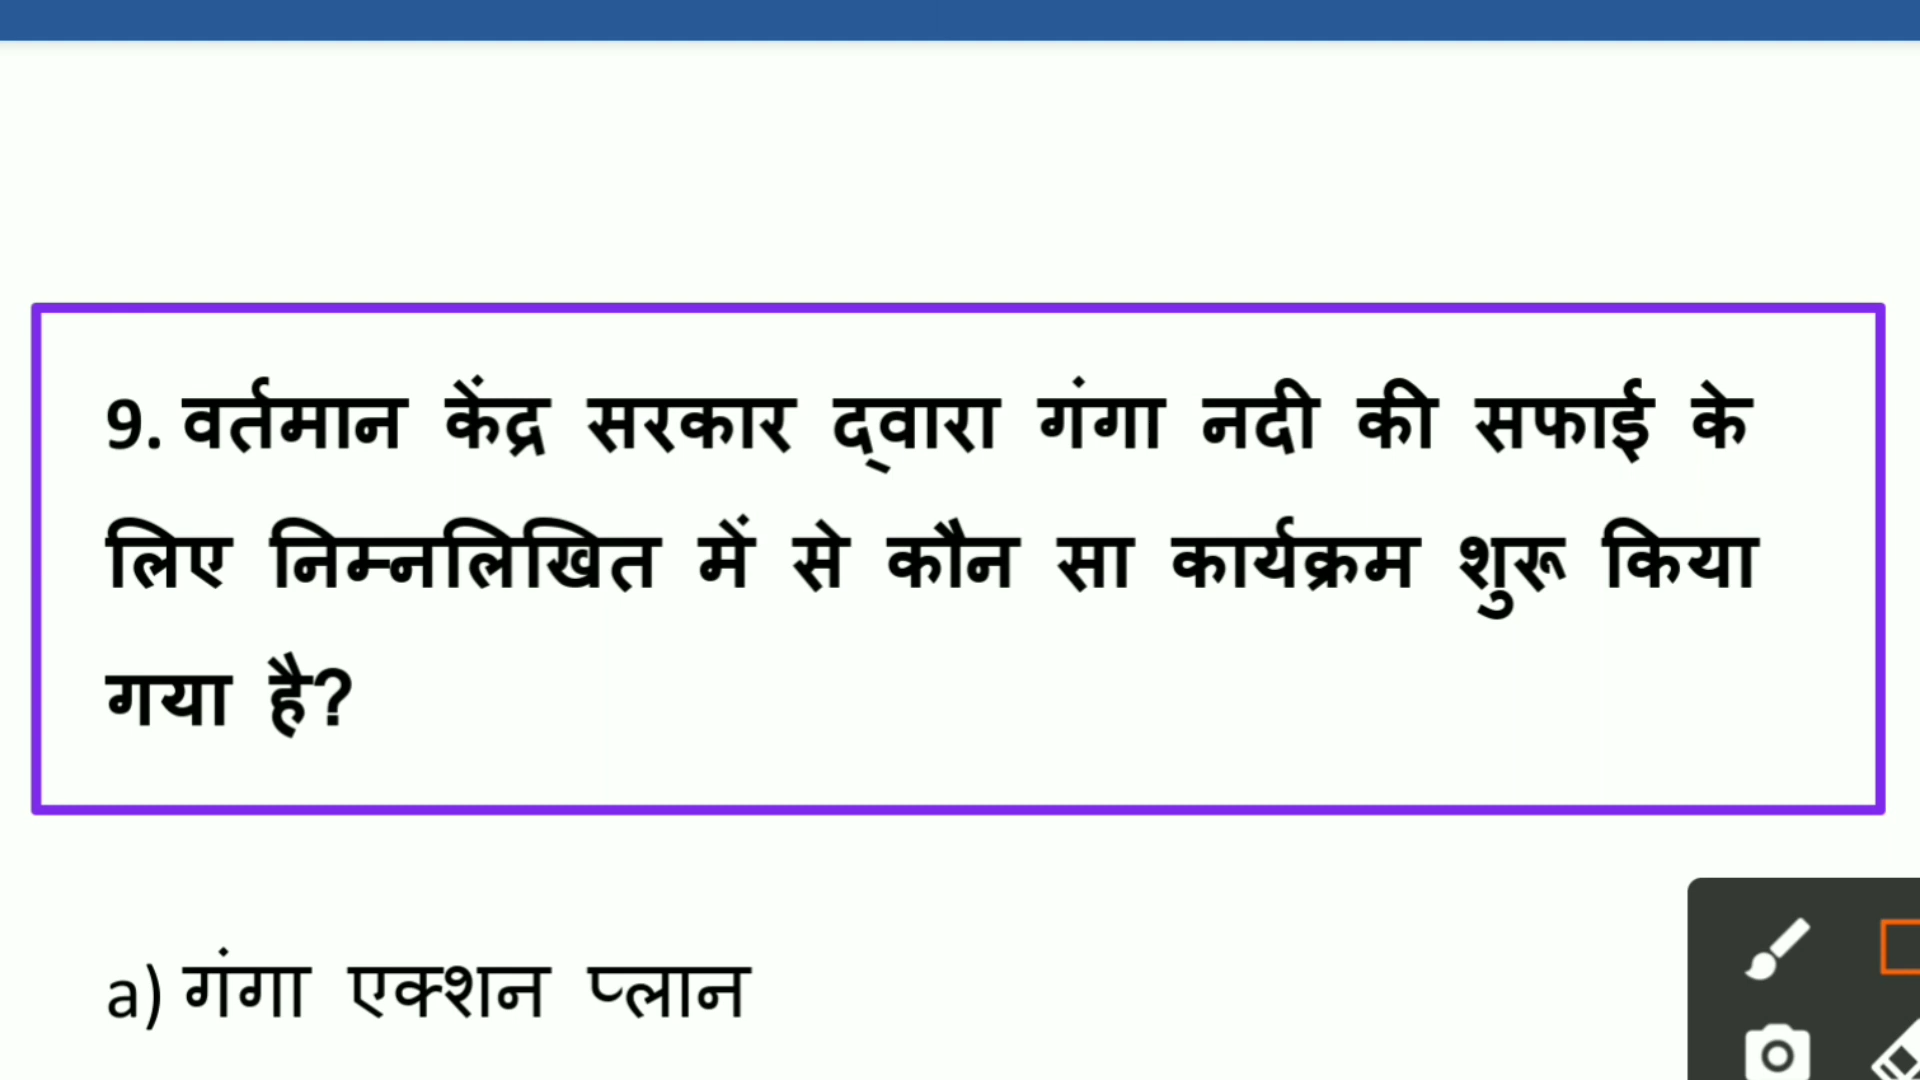 9. वर्तमान केंद्र सरकार द्वारा गंगा नदी की सफाई के
लिए निम्नलिखित में से कौन सा कार्यक्रम शुरू किया
गया है?
a) गंगा एक्शन प्लान